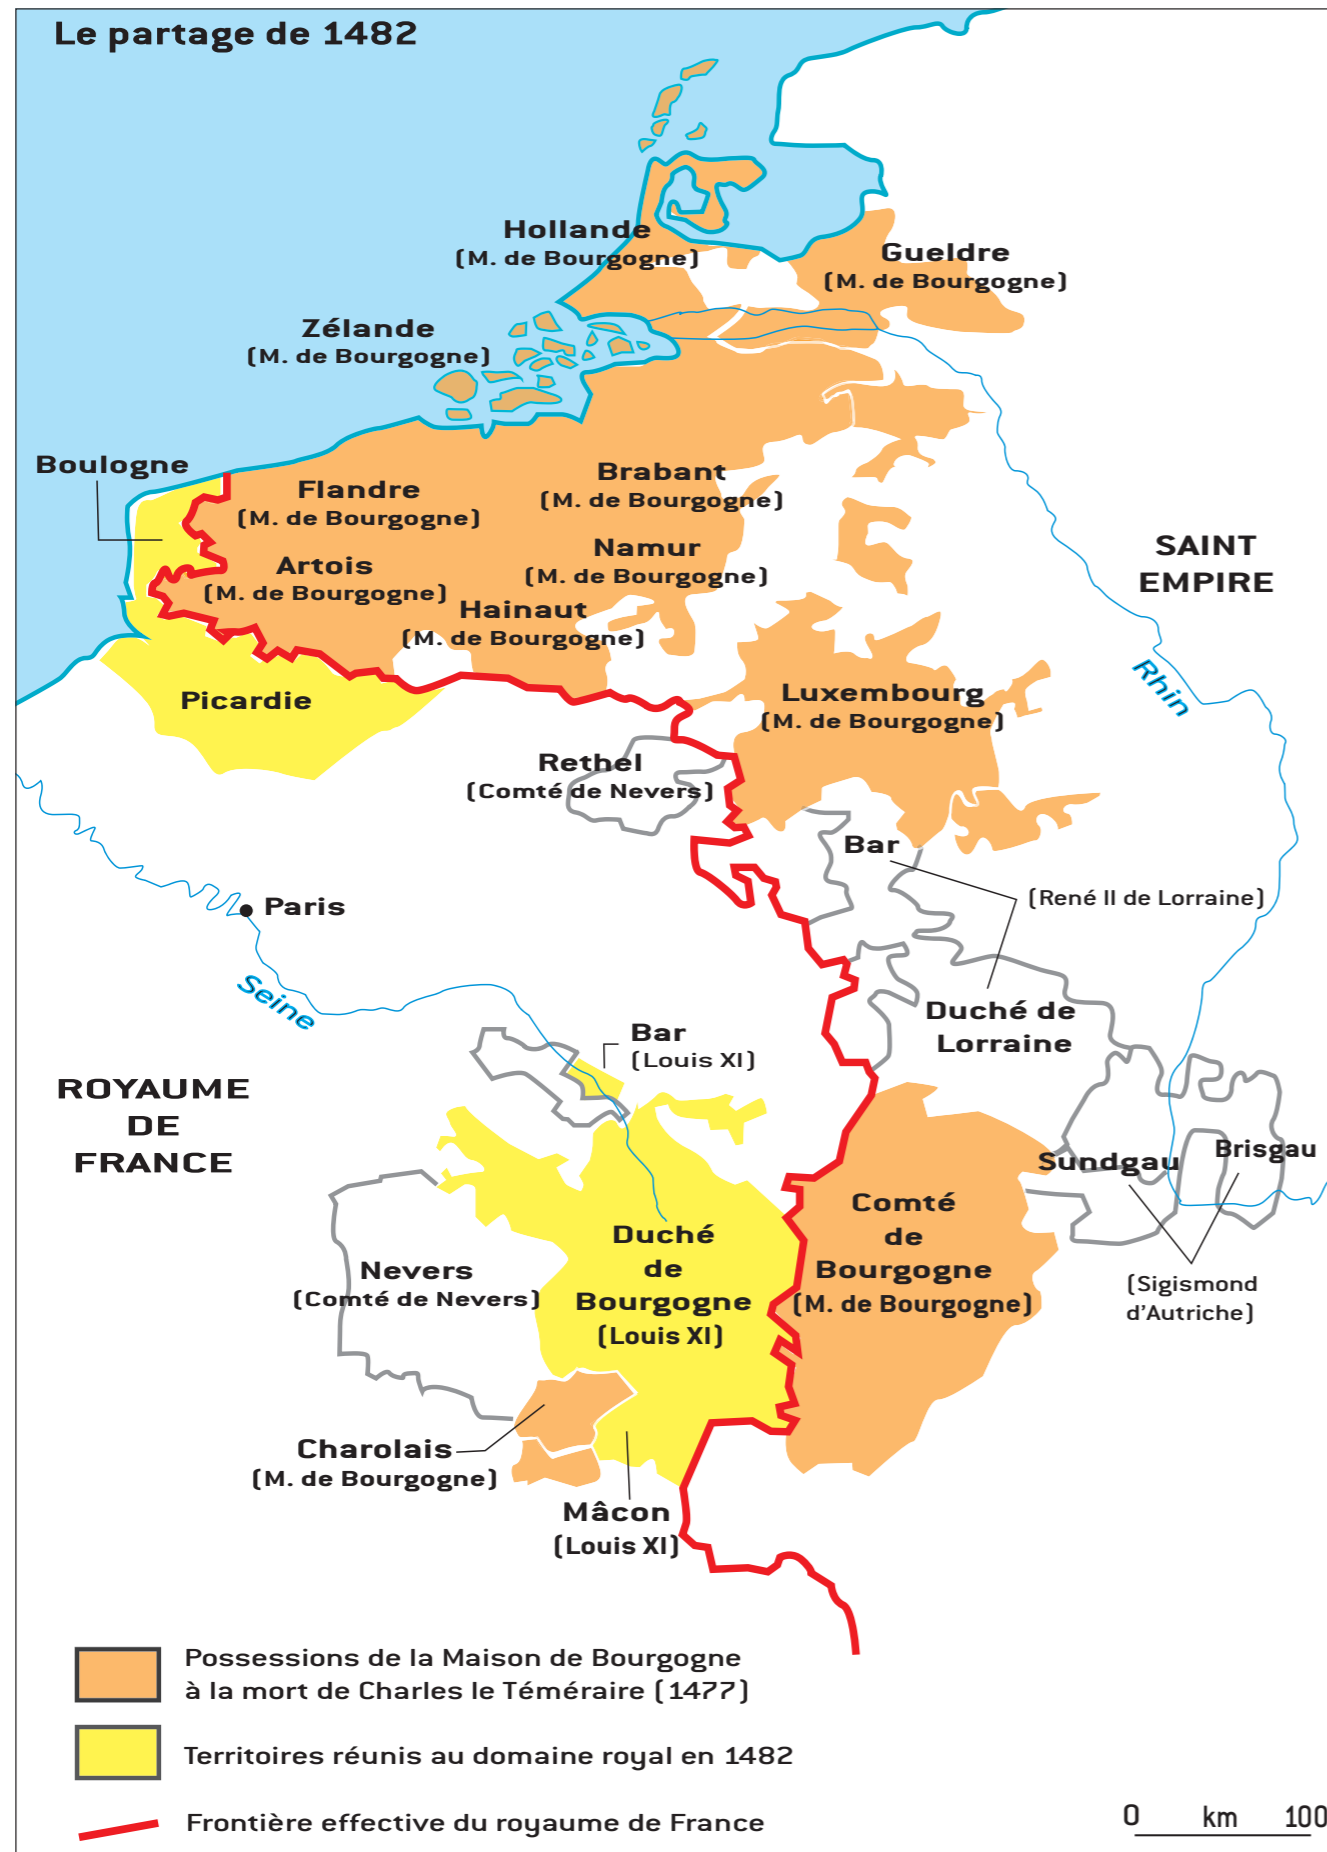 Le partage de 1482
Hollande
(M. de Bourgogne)
Gueldre
(M. de Bourgogne)
Zélande
(M. de Bourgogne)
Boulogne
Flandre
(M. de Bourgogne)
Brabant
(M. de Bourgogne)
Artois
(M. de Bourgogne)
Namur
(M. de Bourgogne)
Hainaut
(M. de Bourgogne)
SAINT
EMPIRE
Rhin
Picardie
Luxembourg
(M. de Bourgogne)
Rethel
(Comté de Nevers)
Bar
(René II de Lorraine)
Paris
Seine
Duché de
Lorraine
Bar
(Louis XI)
ROYAUME
DE
FRANCE
Sundgau
Brisgau
(Sigismond
d'Autriche)
Comté
de
Bourgogne
(M. de Bourgogne)
Duché
de
Bourgogne
(Louis XI)
Nevers
(Comté de Nevers)
Charolais
(M. de Bourgogne)
Mâcon
(Louis XI)
Possessions de la Maison de Bourgogne
à la mort de Charles le Téméraire (1477)
Territoires réunis au domaine royal en 1482
Frontière effective du royaume de France
0 km 100